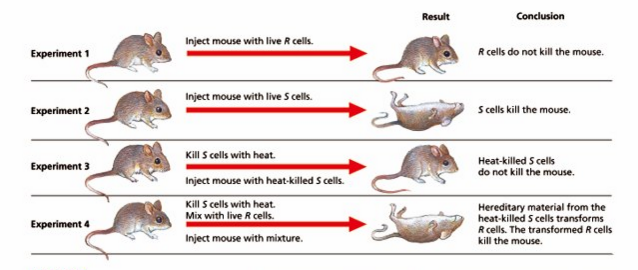 Result Conclusion
Experiment 1
Inject mouse with live R cells.
R cells do not kill the mouse.
Experiment 2
Inject mouse with live S cells.
S cells kill the mouse.
Experiment 3
Kill S cells with heat.
Inject mouse with heat-killed S cells.
Heat-killed S cells
do not kill the mouse.
Experiment 4
Kill S cells with heat.
Mix with live R cells.
Inject mouse with mixture.
Hereditary material from the
heat-killed S cells transforms
R cells. The transformed R cells
kill the mouse.